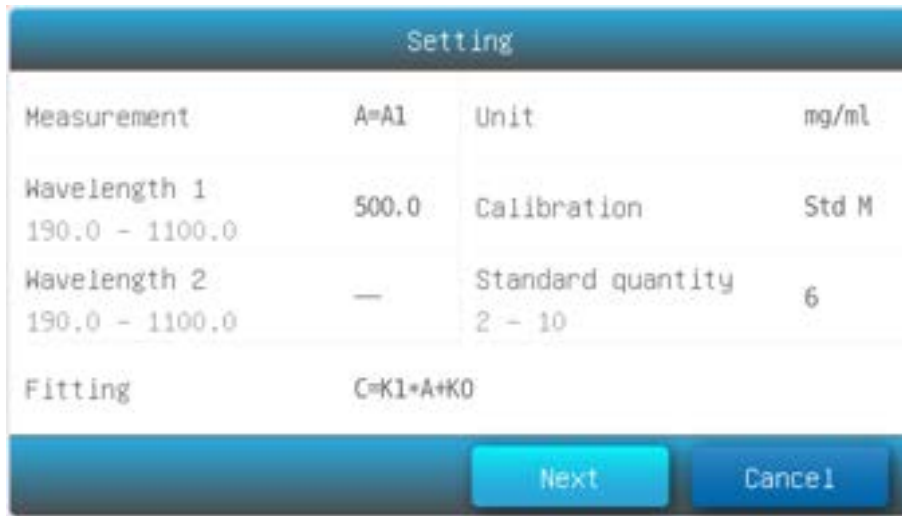 Setting
Measurement A=A1 Unit mg/ml
Wavelength 1
190.0 - 1100.0
500.0 Calibration Std M
Wavelength 2
190.0 - 1100.0
—
Standard quantity
2 - 10
6
Fitting C=K1*A+K0
Next Cancel